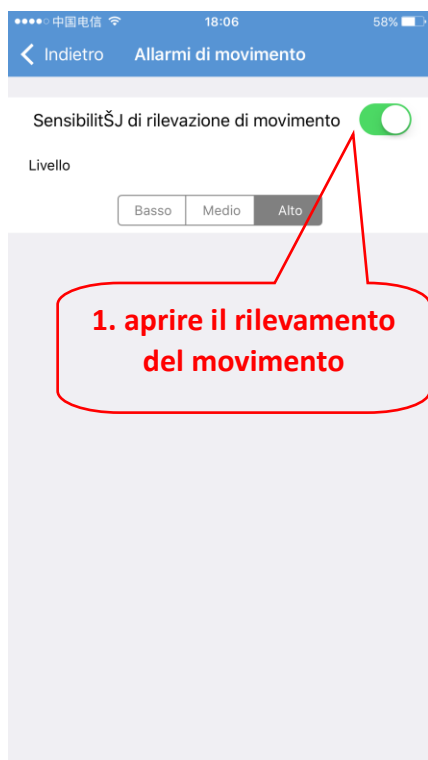 中国电信 18:06 58%
Indietro Allarmi di movimento
SensibilitŠJ di rilevazione di movimento
Livello
Basso Medio Alto
1. aprire il rilevamento
del movimento